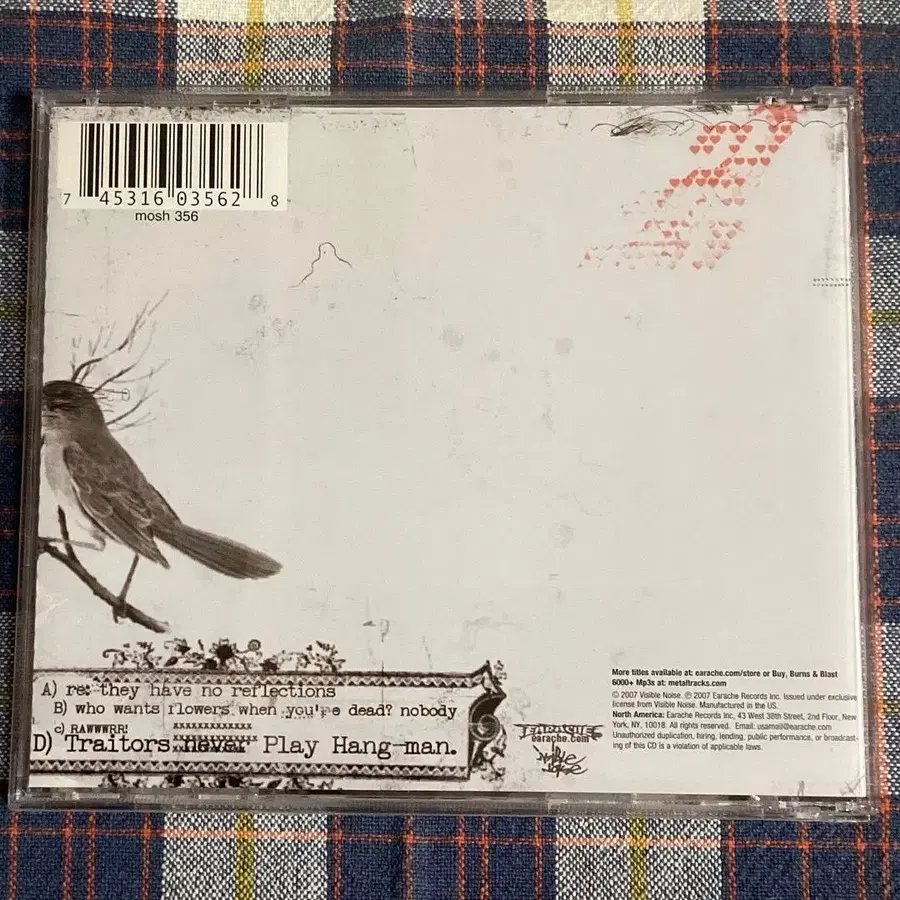 7 45316 03562 8
mosh 356
A) re: they have no reflections
B) who wants flowers when you're dead? nobody
c) RAWWWRR! xxxxxxxxxxxxx
D) Traitors never Play Hang-man.
earache.com
visible noise
More titles available at: earache.com/store or Buy, Burns & Blast
6000+ Mp3s at: metaltracks.com
© 2007 Visible Noise. ℗ 2007 Earache Records Inc. Issued under exclusive
license from Visible Noise. Manufactured in the US.
North America: Earache Records Inc, 43 West 38th Street, 2nd Floor, New
York, NY, 10018. All rights reserved. Email: usamail@earache.com
Unauthorized duplication, hiring, lending, public performance, or broadcast-
ing of this CD is a violation of applicable laws.